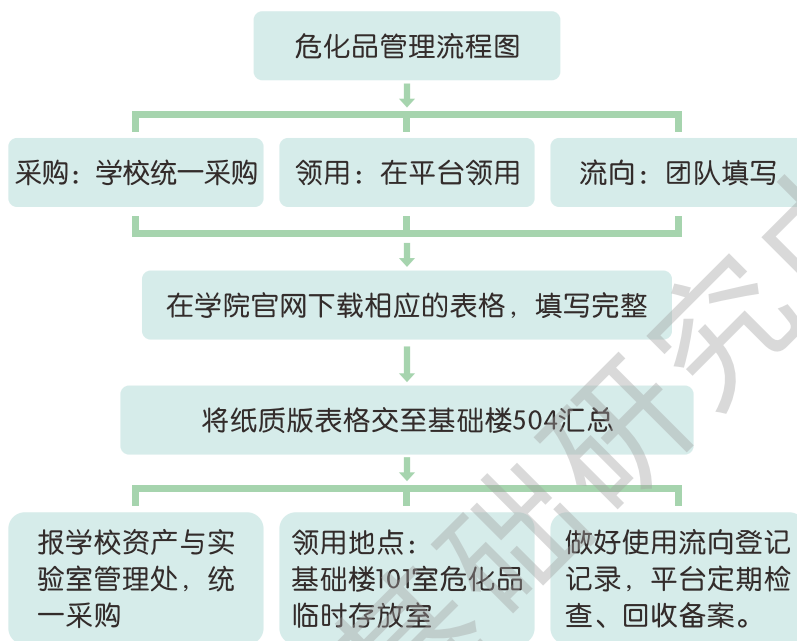 危化品管理流程图
采购：学校统一采购
领用：在平台领用
流向：团队填写
在学院官网下载相应的表格，填写完整
将纸质版表格交至基础楼504汇总
报学校资产与实
验室管理处，统
一采购
领用地点：
基础楼101室危化品
临时存放室
做好使用流向登记
记录，平台定期检
查、回收备案。
基础研究